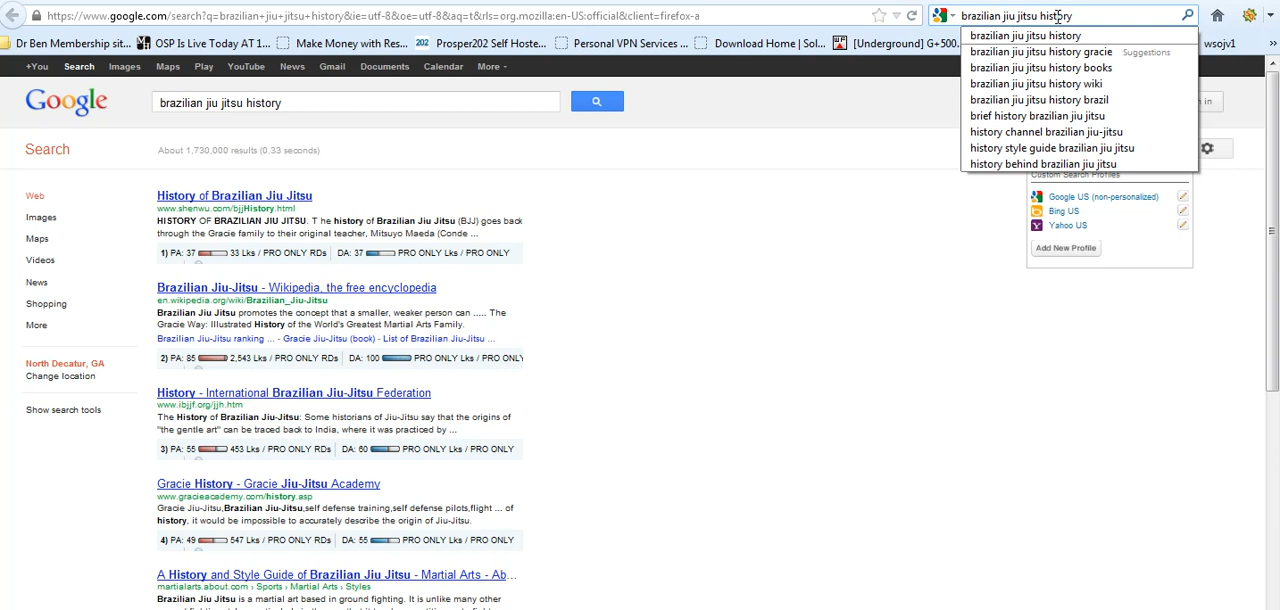 https://www.google.com/search?q=brazilian+jiu+jitsu+history&ie=utf-8&oe=utf-8&aq=t&rls=org.mozilla:en-US:official&client=firefox-a
brazilian jiu jitsu history
Dr Ben Membership sit...
OSP Is Live Today AT 1...
My WordPress Websit...
Prosper202 Self Hoste...
Personal VPN Services ...
Download Home | Sol...
[Underground] G+500...
wsojv1
»
brazilian jiu jitsu history
brazilian jiu jitsu history gracie Suggestions
brazilian jiu jitsu history books
brazilian jiu jitsu history wiki
brazilian jiu jitsu history brazil
brief history brazilian jiu jitsu
history channel brazilian jiu-jitsu
history style guide brazilian jiu jitsu
history behind brazilian jiu jitsu
+You Search Images Maps Play YouTube News Gmail Documents Calendar More
Google
brazilian jiu jitsu history
in
Search
About 1,730,000 results (0.33 seconds)
Custom Search Profiles
Google US (non-personalized)
Bing US
Yahoo US
Add New Profile
Web
Images
Maps
Videos
News
Shopping
More
North Decatur, GA
Change location
Show search tools
History of Brazilian Jiu Jitsu
www.shenwu.com/bjjHistory.html
HISTORY OF BRAZILIAN JIU JITSU. T he history of Brazilian Jiu Jitsu (BJJ) goes back
through the Gracie family to their original teacher, Mitsuyo Maeda (Conde ...
1) PA: 37 33 Lks / PRO ONLY RDs DA: 37 PRO ONLY Lks / PRO ONLY
Brazilian Jiu-Jitsu - Wikipedia, the free encyclopedia
en.wikipedia.org/wiki/Brazilian_Jiu-Jitsu
Brazilian Jiu Jitsu promotes the concept that a smaller, weaker person can ..... The
Gracie Way: Illustrated History of the World's Greatest Martial Arts Family.
Brazilian Jiu-Jitsu ranking ... - Gracie Jiu-Jitsu (book) - List of Brazilian Jiu-Jitsu ...
2) PA: 85 2,543 Lks / PRO ONLY RDs DA: 100 PRO ONLY Lks / PRO ONLY
History - International Brazilian Jiu-Jitsu Federation
www.ibjjf.org/jjh.htm
The History of Brazilian Jiu-Jitsu: Some historians of Jiu-Jitsu say that the origins of
"the gentle art" can be traced back to India, where it was practiced by ...
3) PA: 55 453 Lks / PRO ONLY RDs DA: 60 PRO ONLY Lks / PRO ONLY
Gracie History - Gracie Jiu-Jitsu Academy
www.gracieacademy.com/history.asp
Gracie Jiu-Jitsu,Brazilian Jiu-Jitsu,self defense training,self defense pilots,flight ... of
history, it would be impossible to accurately describe the origin of Jiu-Jitsu.
4) PA: 49 547 Lks / PRO ONLY RDs DA: 55 PRO ONLY Lks / PRO ONLY
A History and Style Guide of Brazilian Jiu Jitsu - Martial Arts - Ab...
martialarts.about.com › Sports › Martial Arts › Styles
Brazilian Jiu Jitsu is a martial art based in ground fighting. It is unlike many other